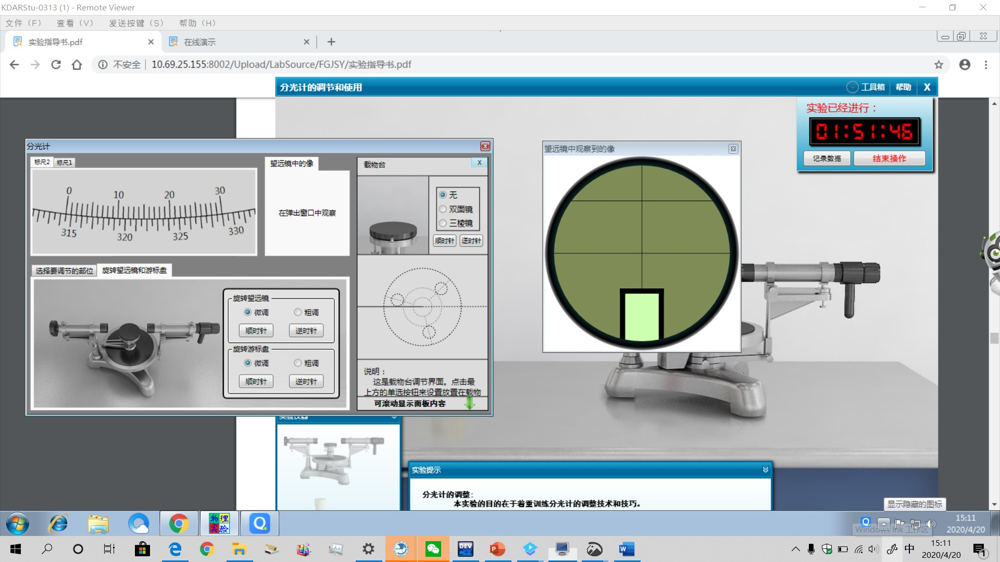 KDARStu-0313 (1) - Remote Viewer
文件（F） 查看（V） 发送按键（S） 帮助（H）
实验指导书.pdf
在线演示
不安全 10.69.25.155:8002/Upload/LabSource/FGJSY/实验指导书.pdf
分光计的调节和使用
工具箱 帮助 X
实验已经进行：
01:51:46
记录数据 结束操作
分光计
标尺2 标尺1
0 10 20 30
315 320 325 330
望远镜中的像
在弹出窗口中观察
载物台 X
无
双面镜
三棱镜
顺时针 逆时针
望远镜中观察到的像
选择要调节的部位 旋转望远镜和游标盘
旋转望远镜
微调 粗调
顺时针 逆时针
旋转游标盘
微调 粗调
顺时针 逆时针
说明：
这是载物台调节界面。点击最
上方的单选按钮来设置放置在载物
可滚动显示面板内容
实验仪器
实验提示
分光计的调整：
本实验的目的在于着重训练分光计的调整技术和技巧。
显示隐藏的图标
物理
实验
Windows Ink 工作区
15:11
2020/4/20
DEV
中
15:11
2020/4/20
1